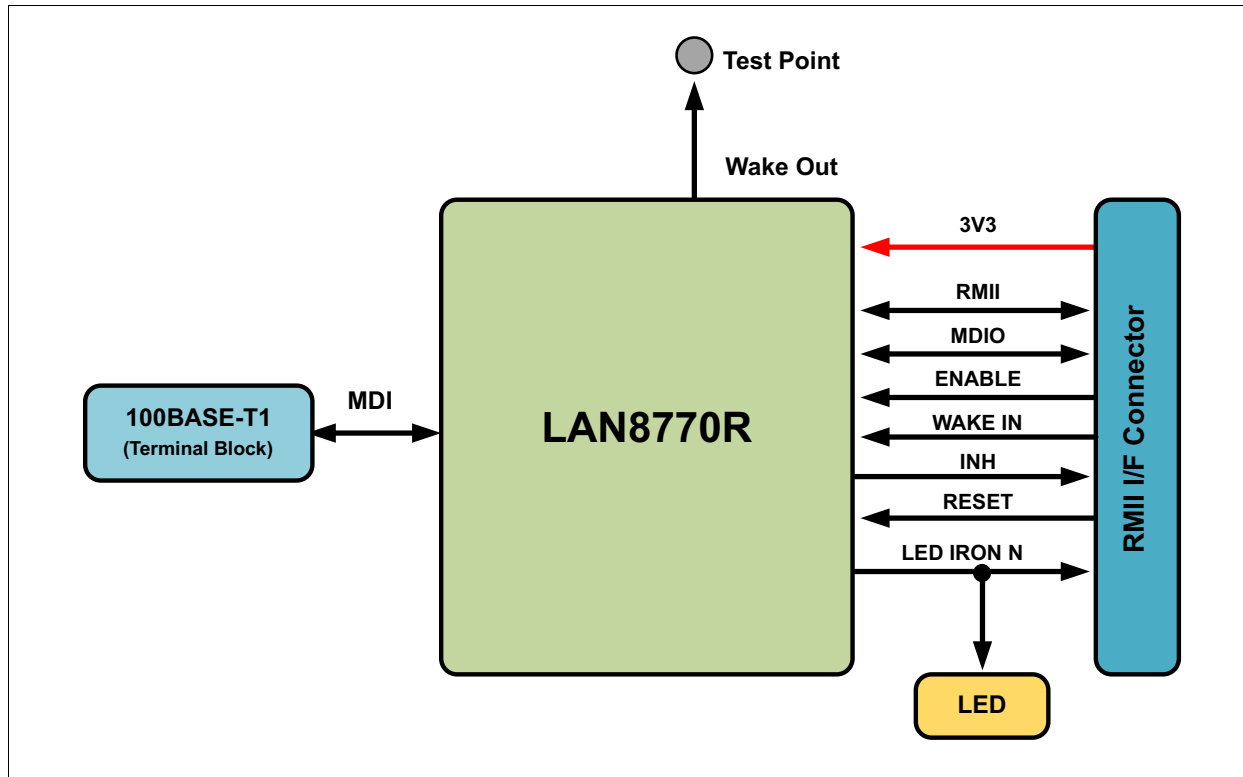 Test Point
Wake Out
3V3
RMII
MDIO
ENABLE
WAKE IN
INH
RESET
LED IRON N
LAN8770R
MDI
100BASE-T1
(Terminal Block)
RMII I/F Connector
LED